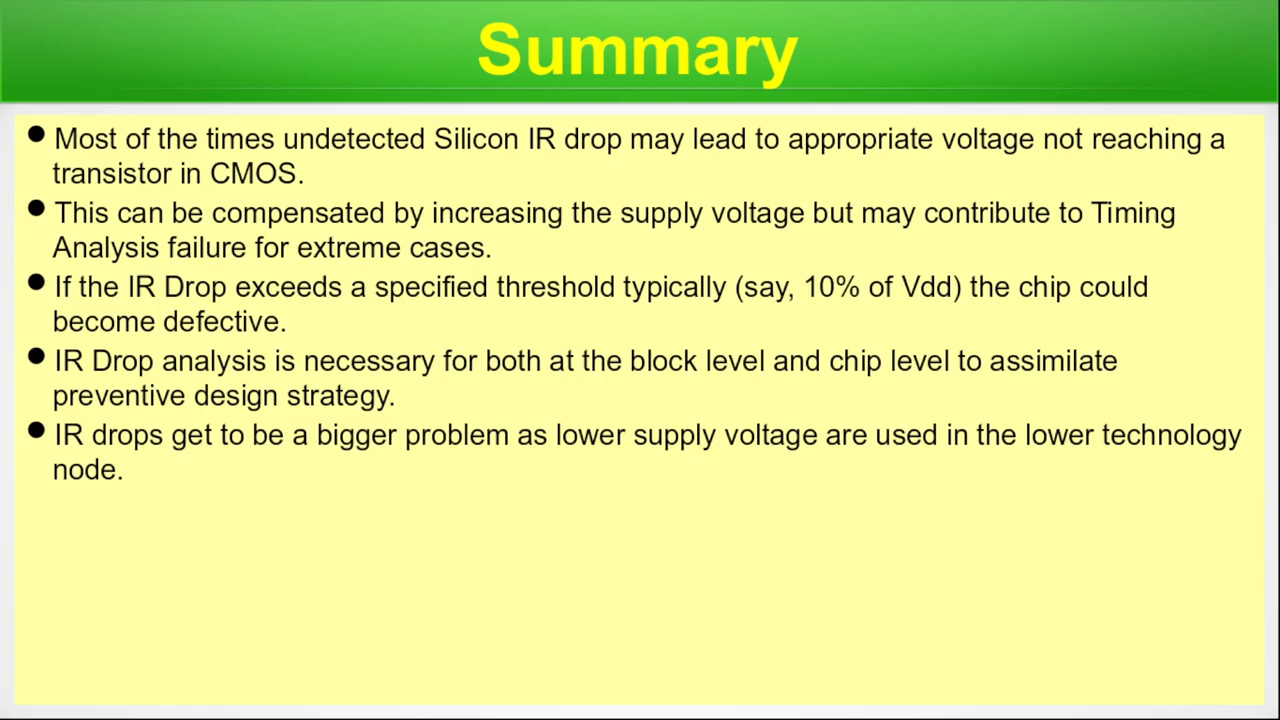 Summary
● Most of the times undetected Silicon IR drop may lead to appropriate voltage not reaching a
transistor in CMOS.
● This can be compensated by increasing the supply voltage but may contribute to Timing
Analysis failure for extreme cases.
● If the IR Drop exceeds a specified threshold typically (say, 10% of Vdd) the chip could
become defective.
● IR Drop analysis is necessary for both at the block level and chip level to assimilate
preventive design strategy.
● IR drops get to be a bigger problem as lower supply voltage are used in the lower technology
node.